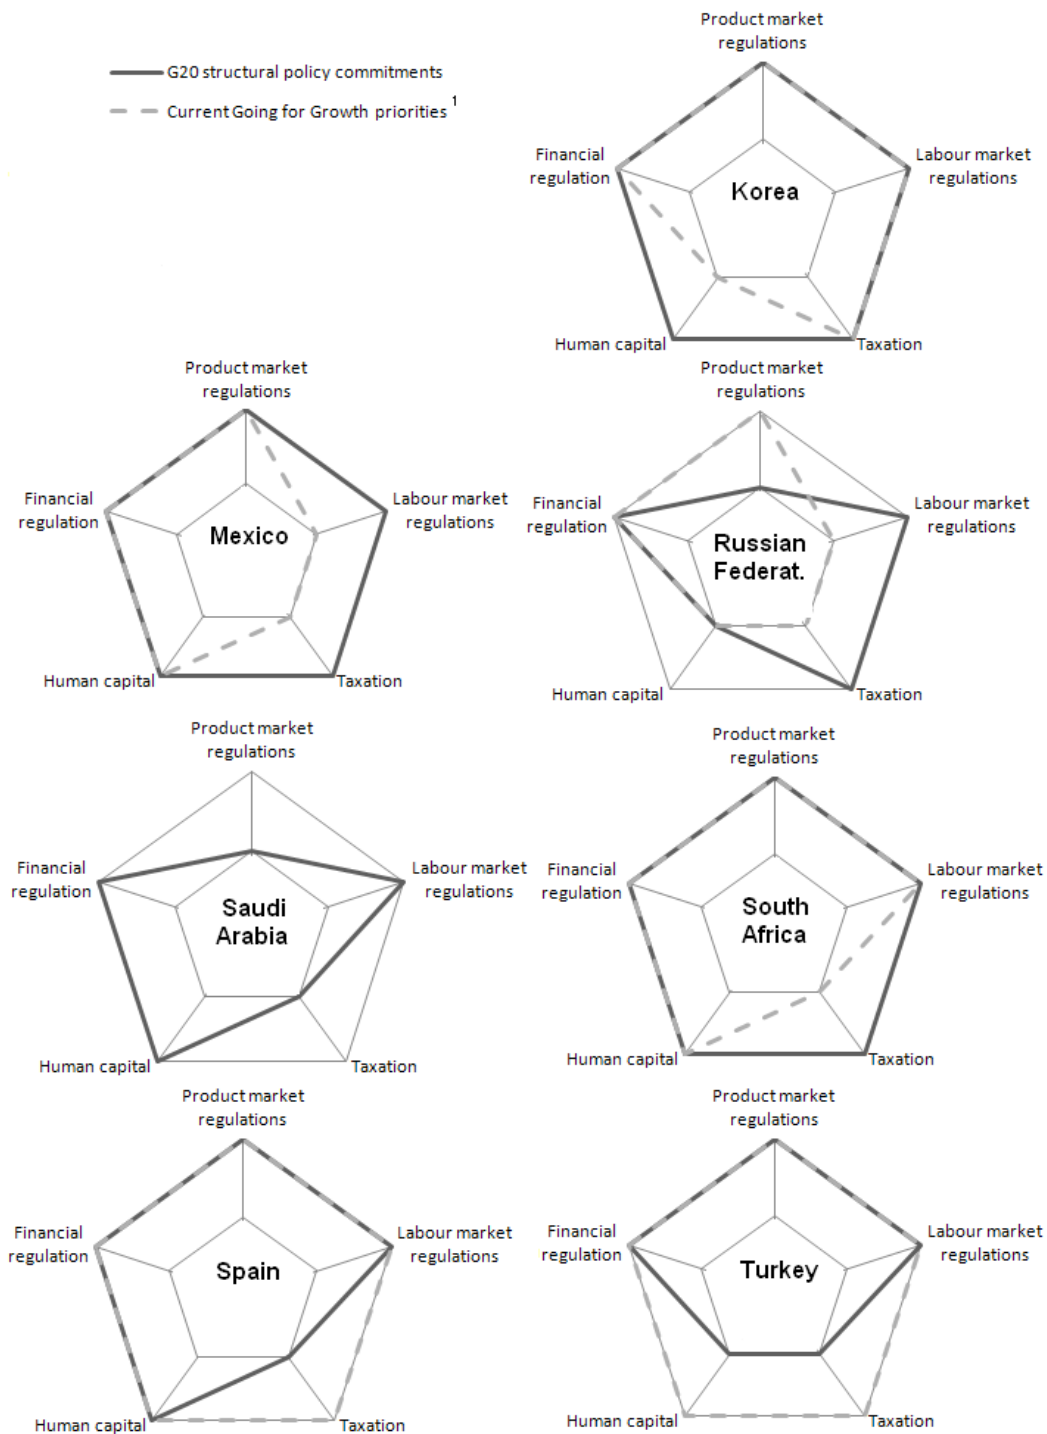 Product market
regulations
G20 structural policy commitments
Current Going for Growth priorities 1
Financial
regulation
Labour market
regulations
Korea
Human capital
Taxation
Product market
regulations
Product market
regulations
Financial
regulation
Labour market
regulations
Mexico
Human capital
Taxation
Financial
regulation
Labour market
regulations
Russian
Federat.
Human capital
Taxation
Product market
regulations
Product market
regulations
Financial
regulation
Labour market
regulations
Saudi
Arabia
Human capital
Taxation
Financial
regulation
Labour market
regulations
South
Africa
Human capital
Taxation
Product market
regulations
Product market
regulations
Financial
regulation
Labour market
regulations
Spain
Human capital
Taxation
Financial
regulation
Labour market
regulations
Turkey
Human capital
Taxation